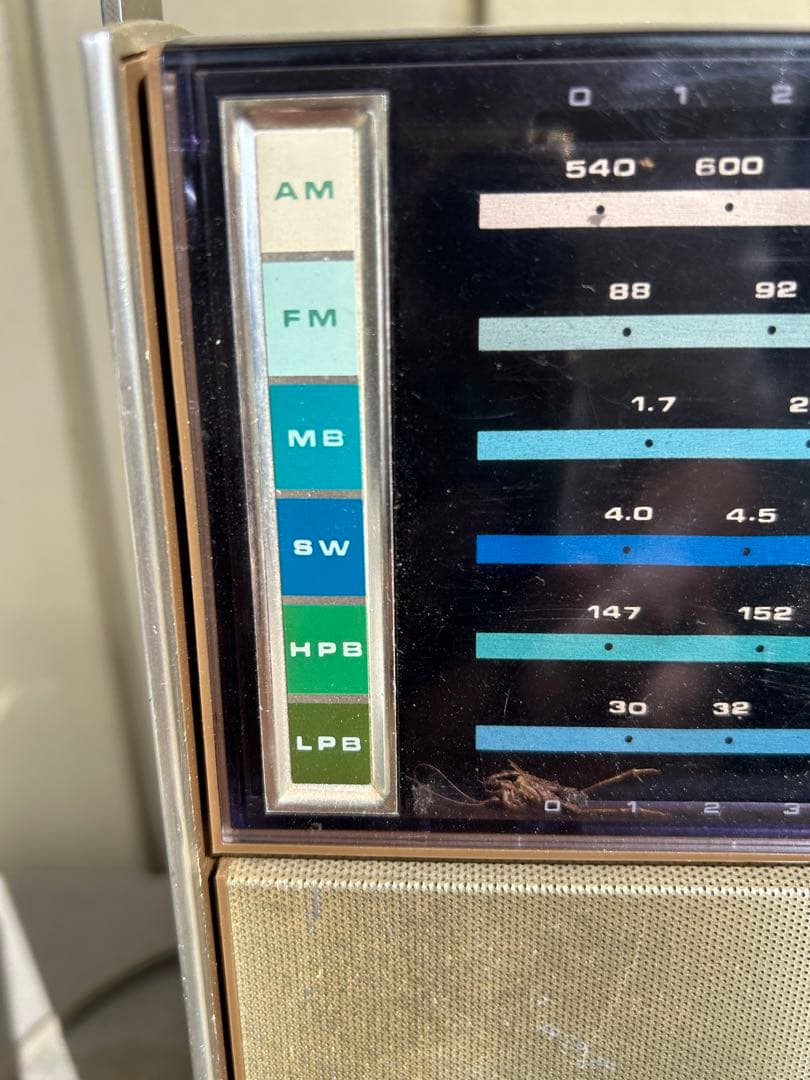 0 1 2
AM 540 600
FM 88 92
MB 1.7 2
SW 4.0 4.5
HPB 147 152
LPB 30 32
0 1 2 3